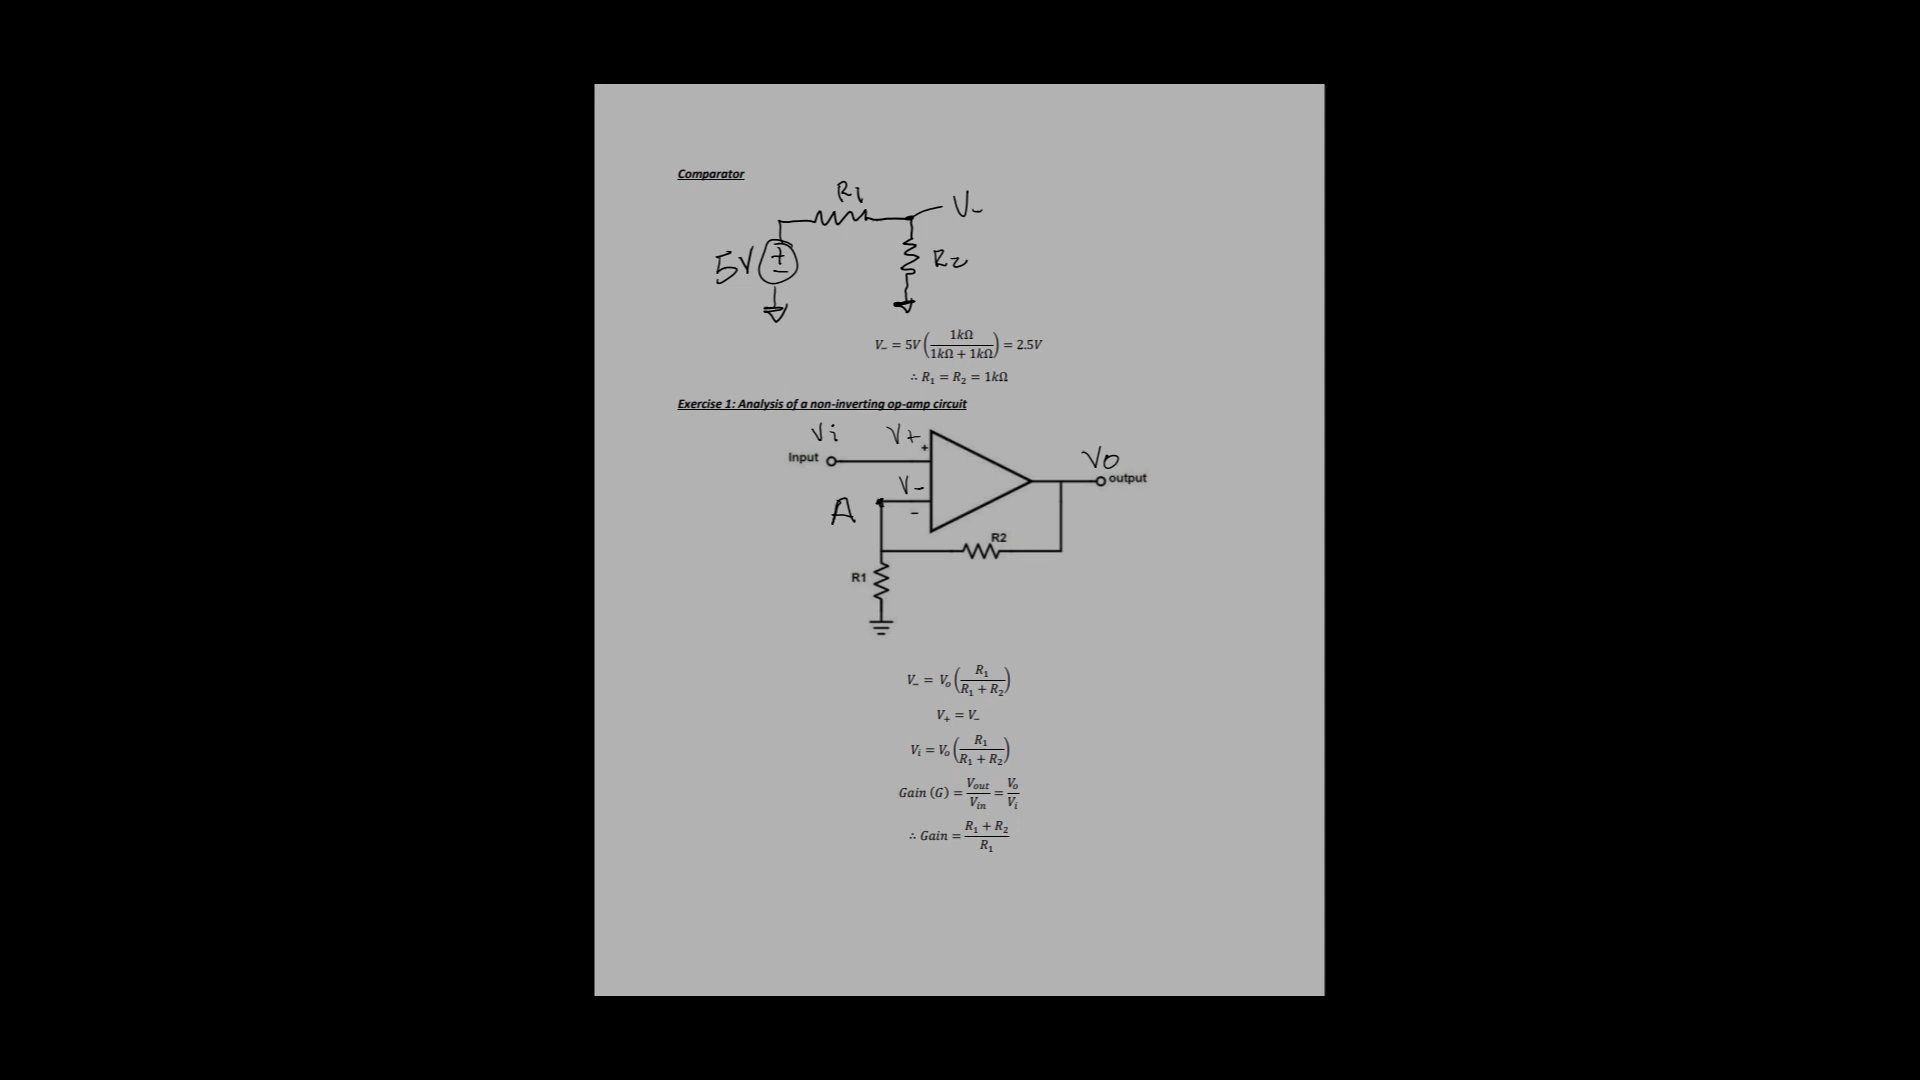 Comparator
R1
V-
5V
+
-
R2
V₋ = 5V (1kΩ / (1kΩ + 1kΩ)) = 2.5V
∴ R₁ = R₂ = 1kΩ
Exercise 1: Analysis of a non-inverting op-amp circuit
Vi
V+
+
Input
Vo
output
V-
A
-
R2
R1
V₋ = Vₒ (R₁ / (R₁ + R₂))
V₊ = V₋
Vᵢ = Vₒ (R₁ / (R₁ + R₂))
Gain (G) = Vout / Vin = Vₒ / Vᵢ
∴ Gain = (R₁ + R₂) / R₁